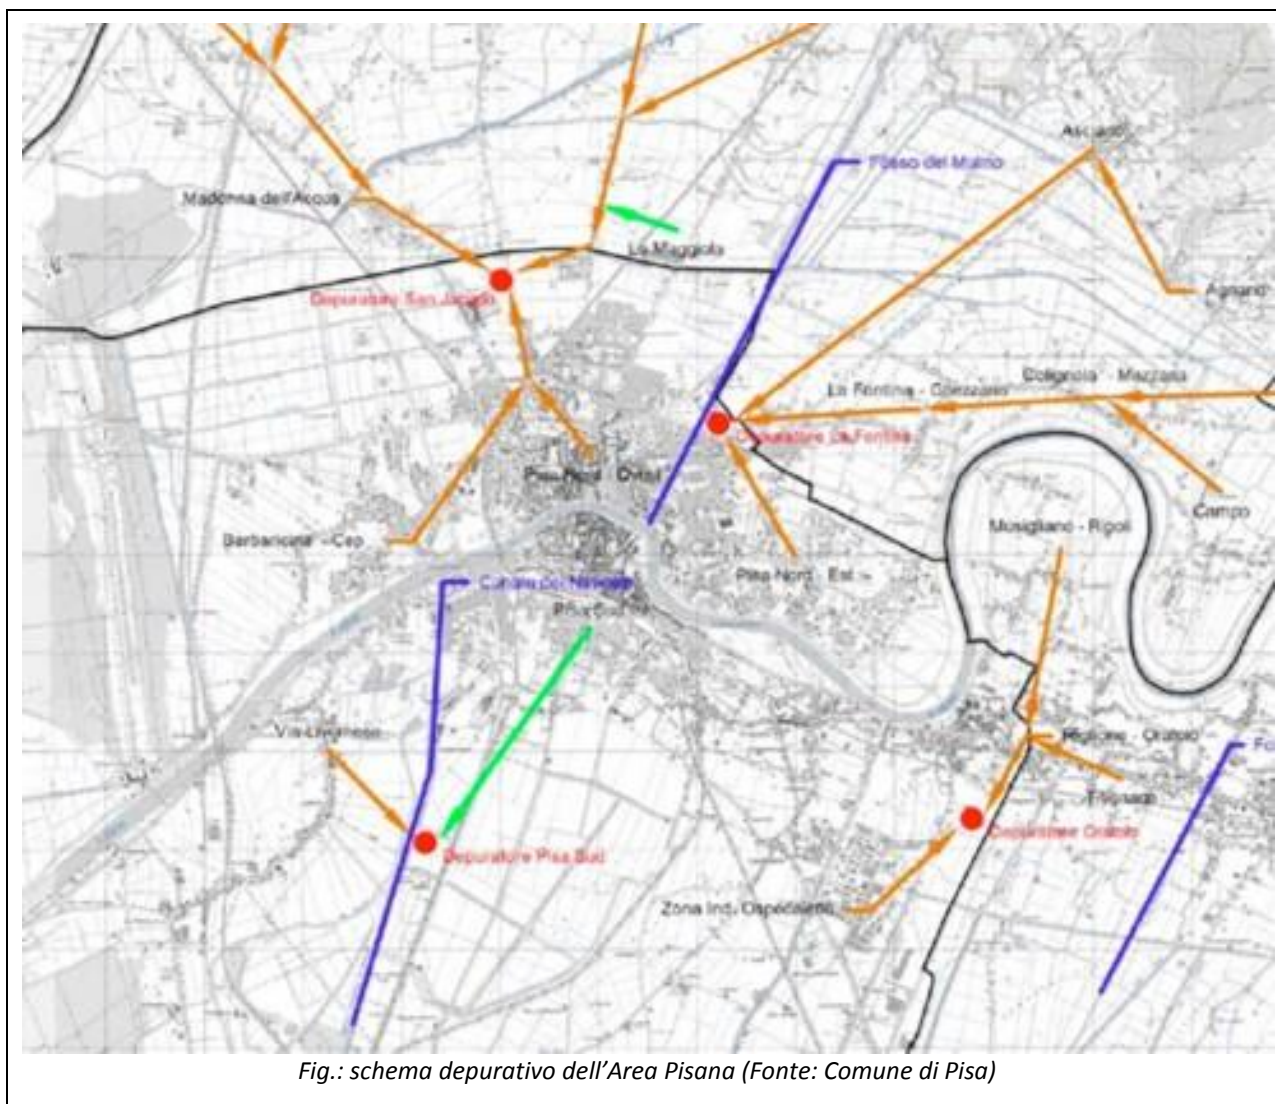 Asciano
Fosso del Mulino
Madonna dell'Acqua
La Maggiola
Agnano
Depuratore San Jacopo
Colignola - Mezzana
La Fontina - Ghezzano
Depuratore La Fontina
Pisa Nord Ovest
Campo
Musigliano - Rigoli
Barbaricina - Cep
Pisa Nord Est
Canale dei Navicelli
Pisa Sud
Via Livornese
Riglione - Oratoio
Fo
Depuratore Oratoio
Depuratore Pisa Sud
Zona Ind. Ospedaletto
Fig.: schema depurativo dell'Area Pisana (Fonte: Comune di Pisa)